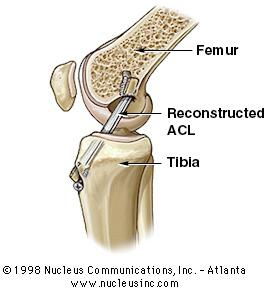 Femur
Reconstructed
ACL
Tibia
© 1998 Nucleus Communications, Inc. - Atlanta
www.nucleusinc.com